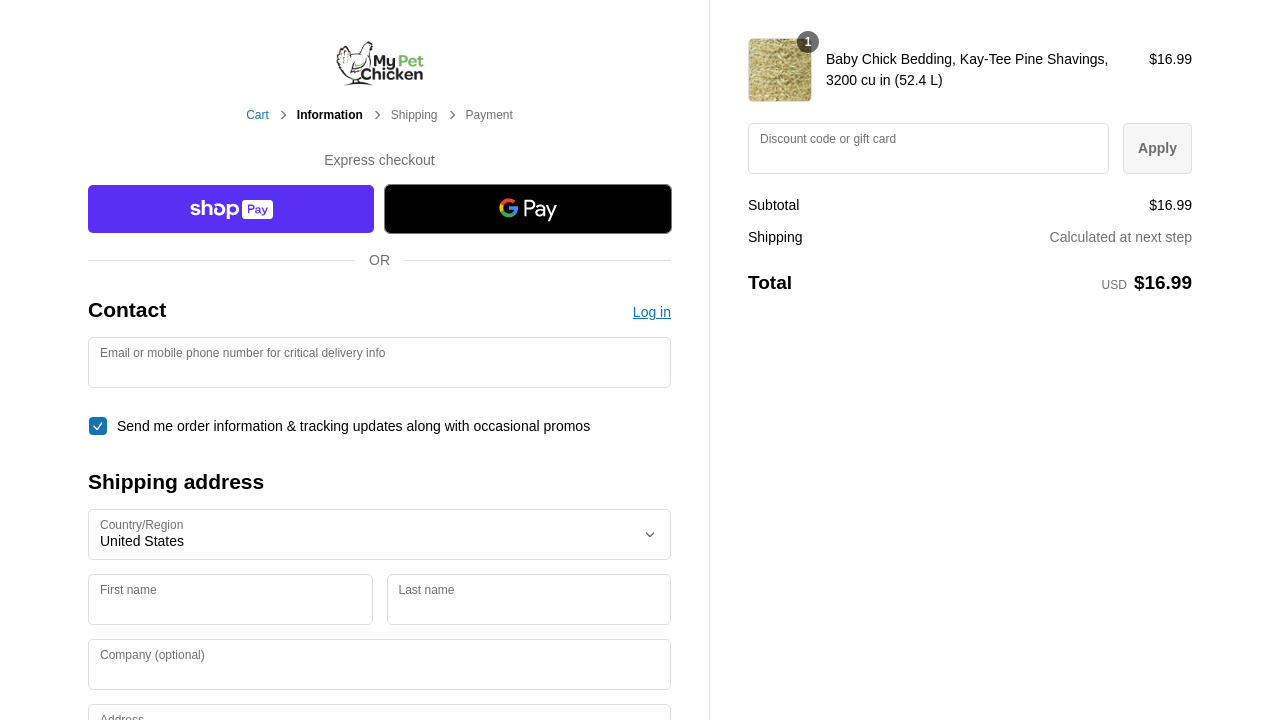 My Pet
Chicken
Cart
Information
Shipping
Payment
Express checkout
shop Pay
G Pay
OR
Contact
Log in
Email or mobile phone number for critical delivery info
Send me order information & tracking updates along with occasional promos
Shipping address
Country/Region
United States
First name
Last name
Company (optional)
Address
1
Baby Chick Bedding, Kay-Tee Pine Shavings,
3200 cu in (52.4 L)
$16.99
Discount code or gift card
Apply
Subtotal
$16.99
Shipping
Calculated at next step
Total
USD $16.99